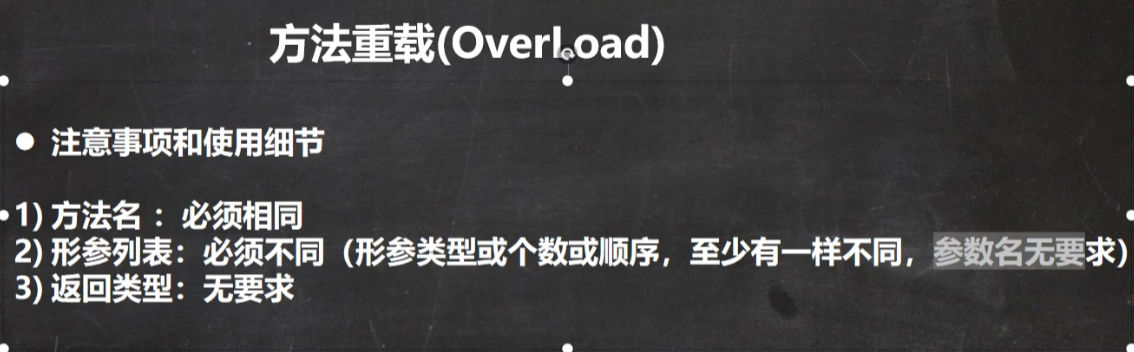 方法重载(OverLoad)
● 注意事项和使用细节
1) 方法名 ：必须相同
2) 形参列表：必须不同（形参类型或个数或顺序，至少有一样不同，参数名无要求）
3) 返回类型：无要求